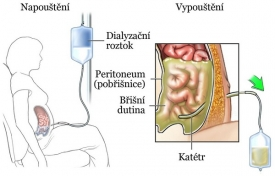 Napouštění
Vypouštění
Dialyzační
roztok
Peritoneum
(pobřišnice)
Břišní
dutina
Katétr